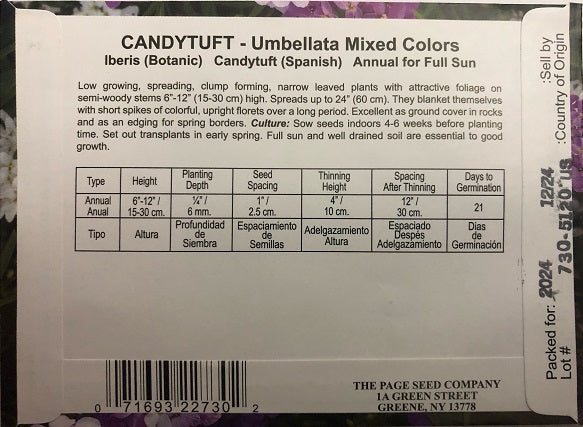 CANDYTUFT - Umbellata Mixed Colors
Iberis (Botanic) Candytuft (Spanish) Annual for Full Sun
Low growing, spreading, clump forming, narrow leaved plants with attractive foliage on
semi-woody stems 6"-12" (15-30 cm) high. Spreads up to 24" (60 cm). They blanket themselves
with short spikes of colorful, upright florets over a long period. Excellent as ground cover in rocks
and as an edging for spring borders. Culture: Sow seeds indoors 4-6 weeks before planting
time. Set out transplants in early spring. Full sun and well drained soil are essential to good
growth.
Type Height Planting Depth Seed Spacing Thinning Height Spacing After Thinning Days to Germination
Annual Anual 6"-12" / 15-30 cm. ¼" / 6 mm. 1" / 2.5 cm. 4" / 10 cm. 12" / 30 cm. 21
Tipo Altura Profundidad de Siembra Espaciamiento de Semillas Adelgazamiento Altura Espaciado Despés Adelgazamiento Dias de Germinación
0 71693 22730 2
THE PAGE SEED COMPANY
1A GREEN STREET
GREENE, NY 13778
Packed for: 2024 12/24 :Sell by
Lot # 730-5120 US :Country of Origin